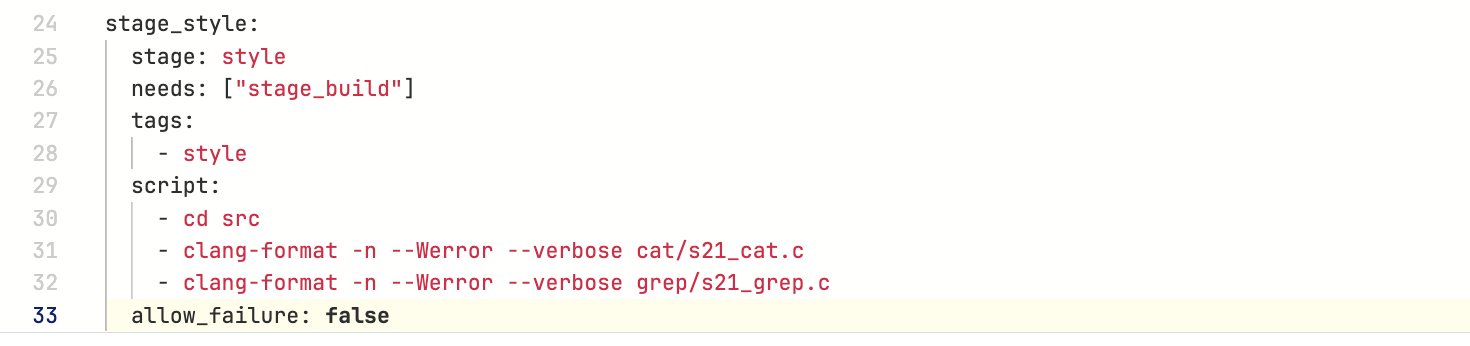 24 stage_style:
25 stage: style
26 needs: ["stage_build"]
27 tags:
28 - style
29 script:
30 - cd src
31 - clang-format -n --Werror --verbose cat/s21_cat.c
32 - clang-format -n --Werror --verbose grep/s21_grep.c
33 allow_failure: false